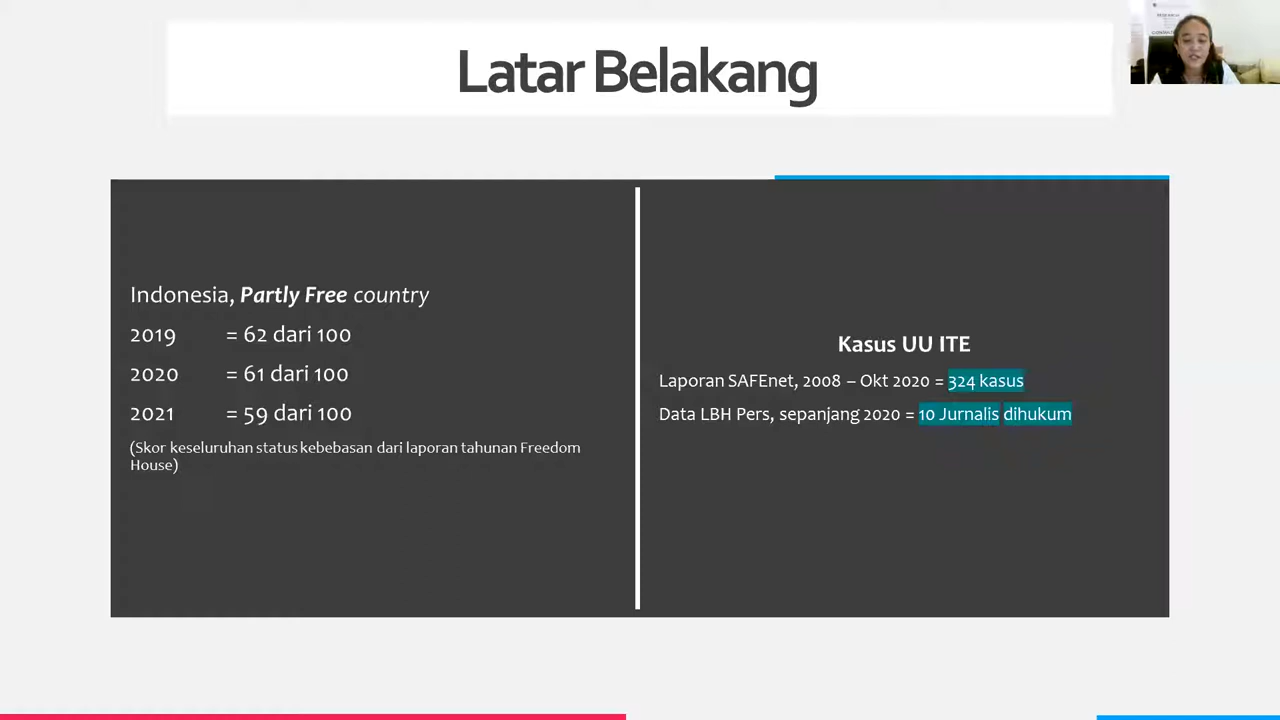 Latar Belakang
Indonesia, Partly Free country
2019 = 62 dari 100
2020 = 61 dari 100
2021 = 59 dari 100
(Skor keseluruhan status kebebasan dari laporan tahunan Freedom
House)
Kasus UU ITE
Laporan SAFEnet, 2008 – Okt 2020 = 324 kasus
Data LBH Pers, sepanjang 2020 = 10 Jurnalis dihukum